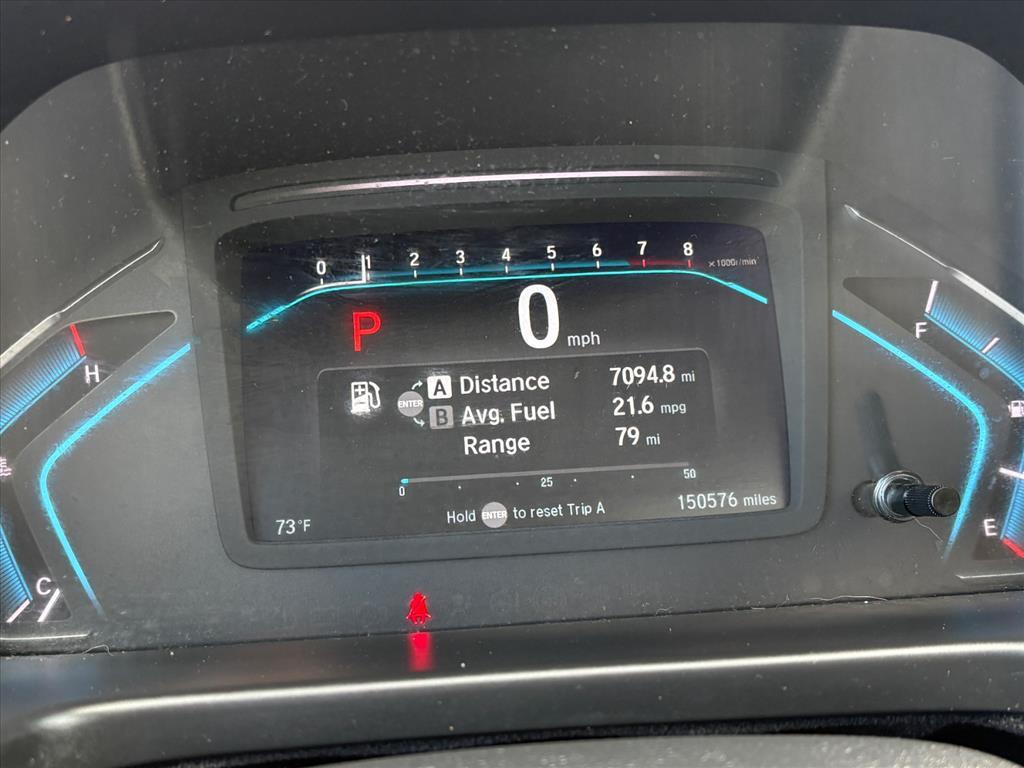 0 1 2 3 4 5 6 7 8 ×1000r/min
P 0 mph
H
F
ENTER A Distance 7094.8 mi
B Avg. Fuel 21.6 mpg
Range 79 mi
0 25 50
Hold ENTER to reset Trip A
73°F
150576 miles
C
E